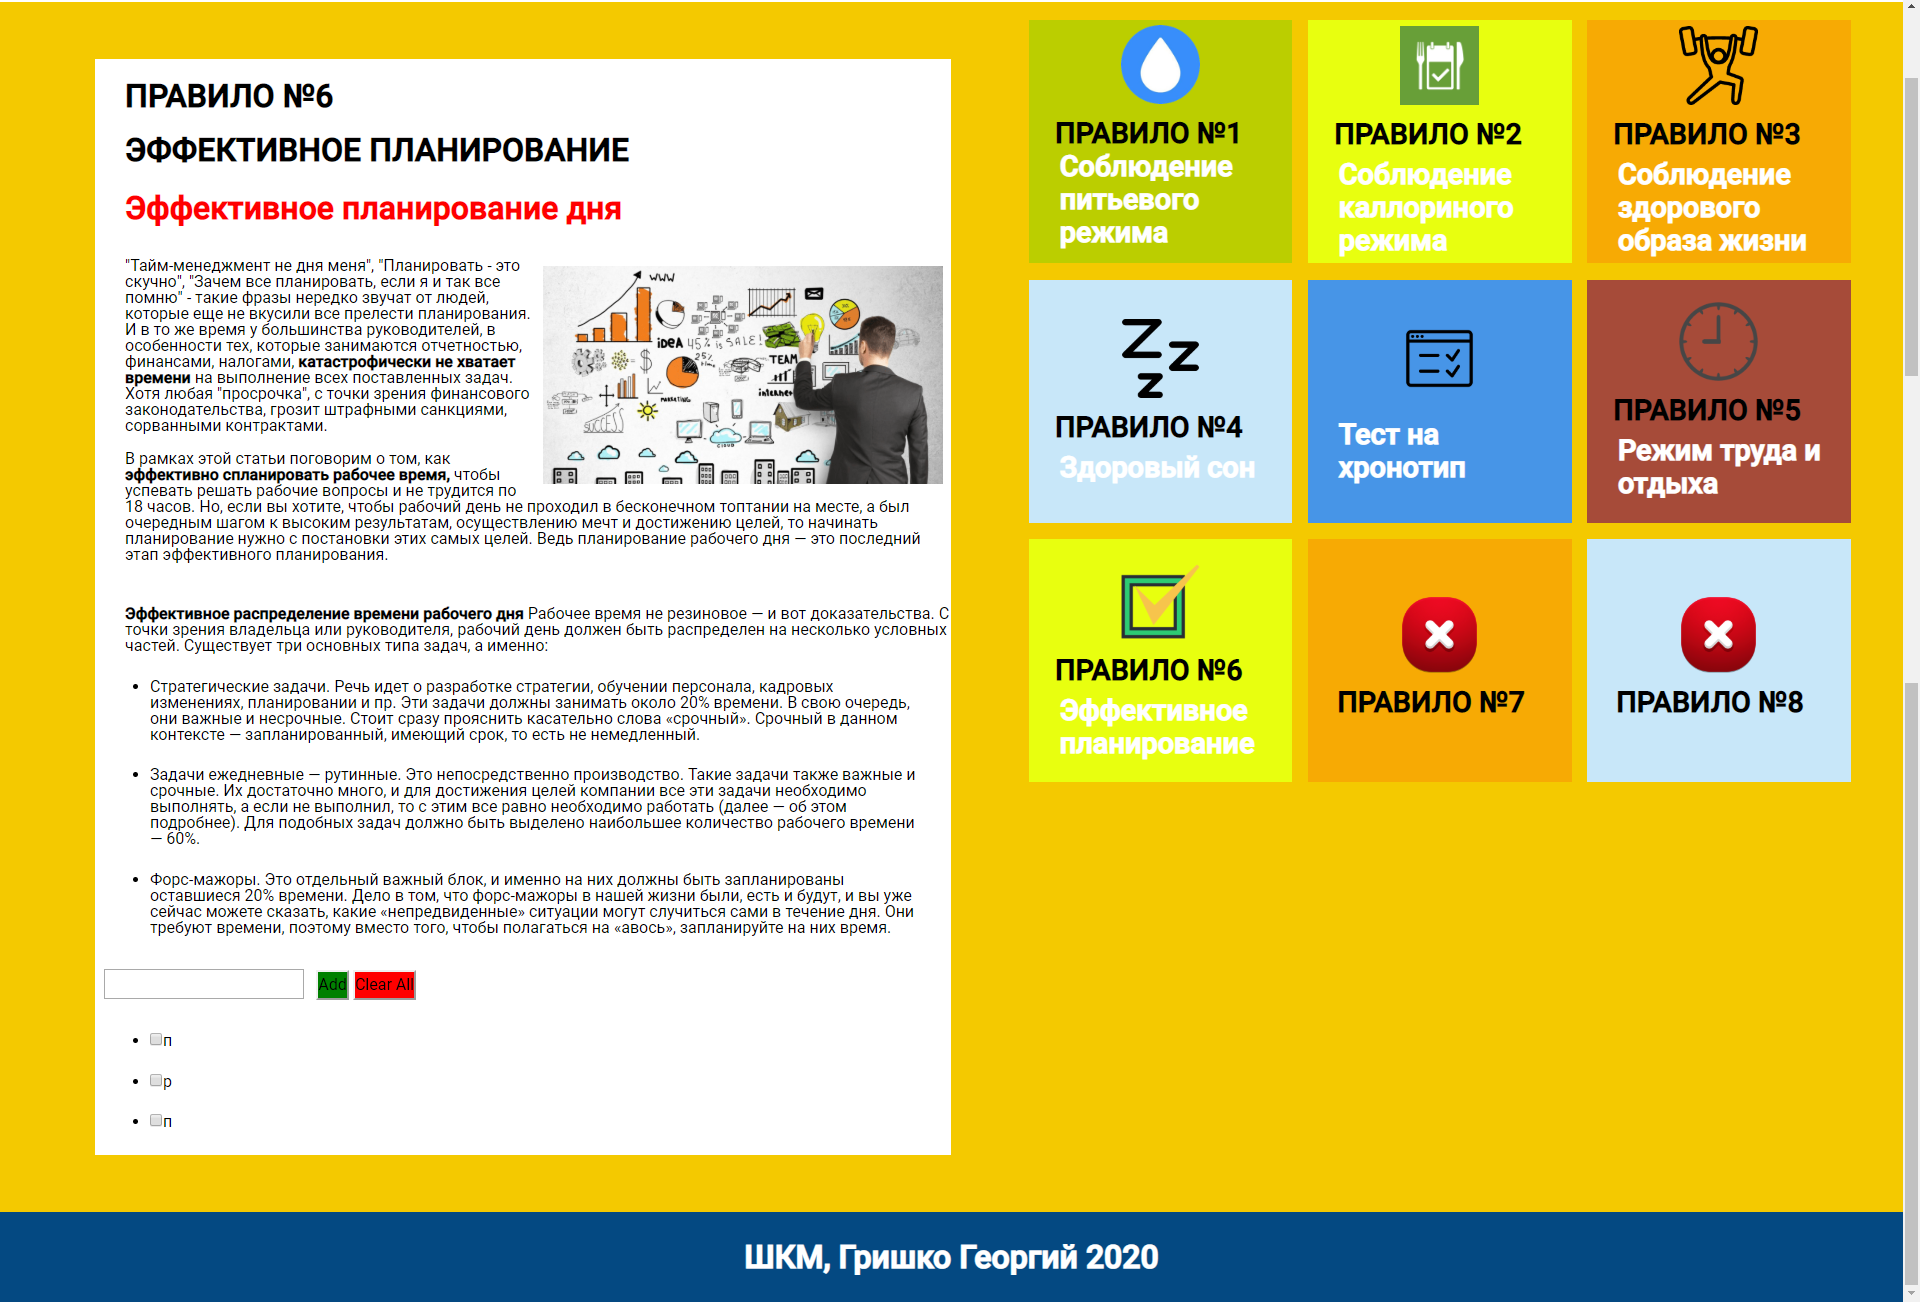 ПРАВИЛО №6
ЭФФЕКТИВНОЕ ПЛАНИРОВАНИЕ
Эффективное планирование дня
"Тайм-менеджмент не дня меня", "Планировать - это
скучно", "Зачем все планировать, если я и так все
помню" - такие фразы нередко звучат от людей,
которые еще не вкусили все прелести планирования.
И в то же время у большинства руководителей, в
особенности тех, которые занимаются отчетностью,
финансами, налогами, катастрофически не хватает
времени на выполнение всех поставленных задач.
Хотя любая "просрочка", с точки зрения финансового
законодательства, грозит штрафными санкциями,
сорванными контрактами.
В рамках этой статьи поговорим о том, как
эффективно спланировать рабочее время, чтобы
успевать решать рабочие вопросы и не трудится по
18 часов. Но, если вы хотите, чтобы рабочий день не проходил в бесконечном топтании на месте, а был
очередным шагом к высоким результатам, осуществлению мечт и достижению целей, то начинать
планирование нужно с постановки этих самых целей. Ведь планирование рабочего дня — это последний
этап эффективного планирования.
www
iDEA
45% is SALE!
25%
TEAM
MARKETING
internet
SUCCESS
CLOUD
Эффективное распределение времени рабочего дня Рабочее время не резиновое — и вот доказательства. С
точки зрения владельца или руководителя, рабочий день должен быть распределен на несколько условных
частей. Существует три основных типа задач, а именно:
• Стратегические задачи. Речь идет о разработке стратегии, обучении персонала, кадровых
изменениях, планировании и пр. Эти задачи должны занимать около 20% времени. В свою очередь,
они важные и несрочные. Стоит сразу прояснить касательно слова «срочный». Срочный в данном
контексте — запланированный, имеющий срок, то есть не немедленный.
• Задачи ежедневные — рутинные. Это непосредственно производство. Такие задачи также важные и
срочные. Их достаточно много, и для достижения целей компании все эти задачи необходимо
выполнять, а если не выполнил, то с этим все равно необходимо работать (далее — об этом
подробнее). Для подобных задач должно быть выделено наибольшее количество рабочего времени
— 60%.
• Форс-мажоры. Это отдельный важный блок, и именно на них должны быть запланированы
оставшиеся 20% времени. Дело в том, что форс-мажоры в нашей жизни были, есть и будут, и вы уже
сейчас можете сказать, какие «непредвиденные» ситуации могут случиться сами в течение дня. Они
требуют времени, поэтому вместо того, чтобы полагаться на «авось», запланируйте на них время.
Add Clear All
• п
• р
• п
ПРАВИЛО №1
Соблюдение
питьевого
режима
ПРАВИЛО №2
Соблюдение
каллориного
режима
ПРАВИЛО №3
Соблюдение
здорового
образа жизни
ПРАВИЛО №4
Здоровый сон
Тест на
хронотип
ПРАВИЛО №5
Режим труда и
отдыха
ПРАВИЛО №6
Эффективное
планирование
ПРАВИЛО №7
ПРАВИЛО №8
ШКМ, Гришко Георгий 2020